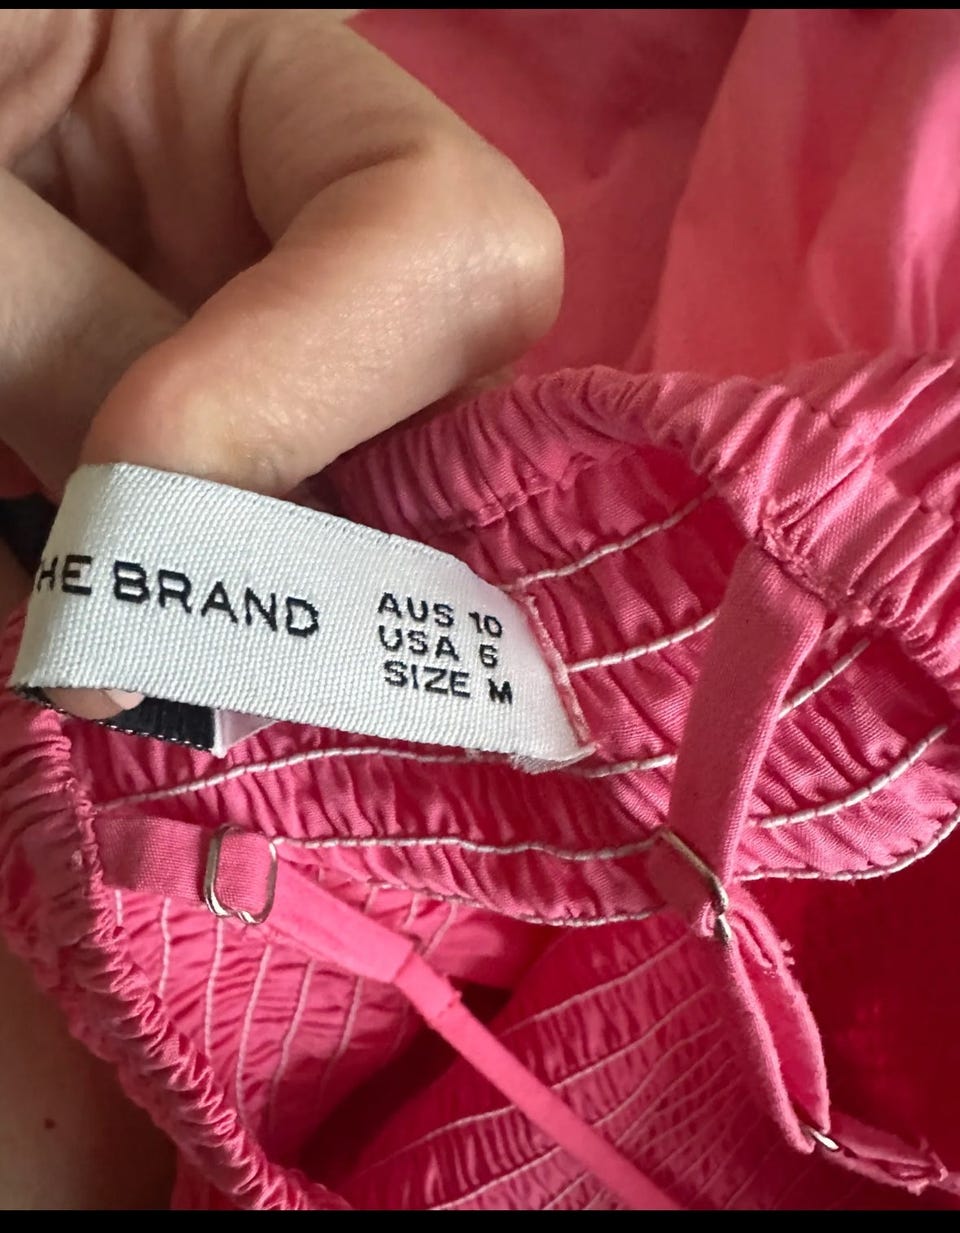 HE BRAND
AUS 10
USA 6
SIZE M